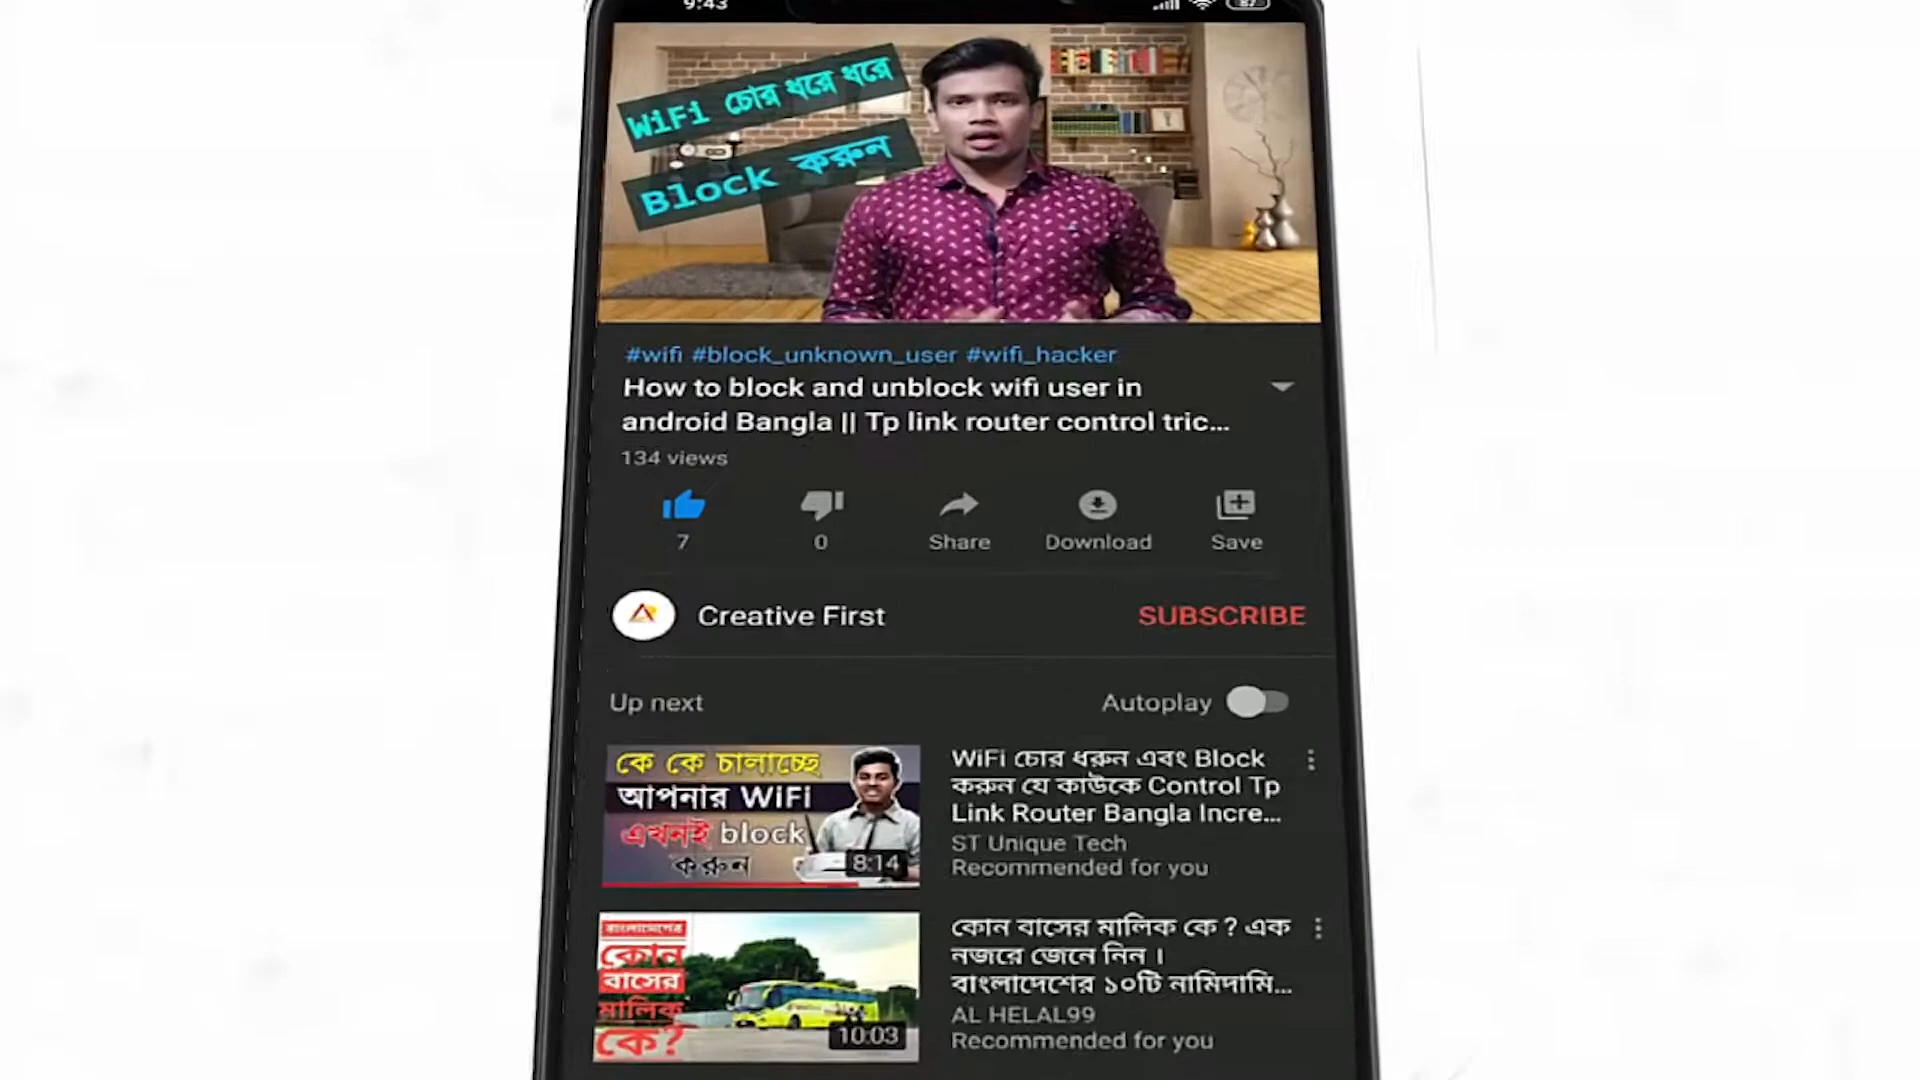 9:43
87
WiFi চোর ধরে ধরে
Block করুন
#wifi #block_unknown_user #wifi_hacker
How to block and unblock wifi user in
android Bangla || Tp link router control tric...
134 views
7
0
Share
Download
Save
Creative First
SUBSCRIBE
Up next
Autoplay
কে কে চালাচ্ছে
আপনার WiFi
এখনই block
করুন
8:14
WiFi চোর ধরুন এবং Block
করুন যে কাউকে Control Tp
Link Router Bangla Incre...
ST Unique Tech
Recommended for you
বাংলাদেশের
কোন
বাসের
মালিক
কে?
10:03
কোন বাসের মালিক কে ? এক
নজরে জেনে নিন ।
বাংলাদেশের ১০টি নামিদামি...
AL HELAL99
Recommended for you